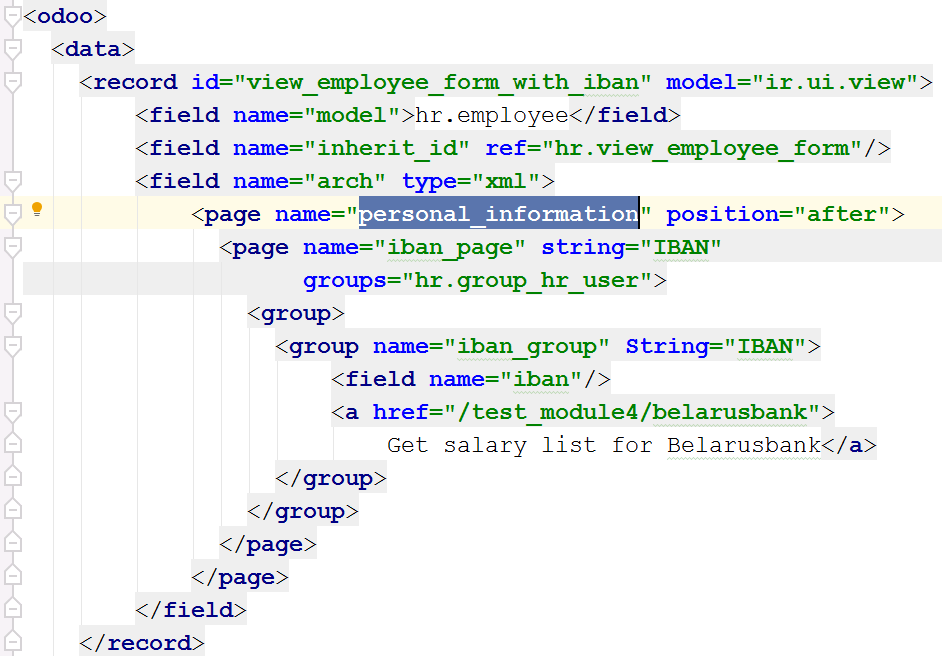 <odoo>
<data>
<record id="view_employee_form_with_iban" model="ir.ui.view">
<field name="model">hr.employee</field>
<field name="inherit_id" ref="hr.view_employee_form"/>
<field name="arch" type="xml">
<page name="personal_information" position="after">
<page name="iban_page" string="IBAN"
groups="hr.group_hr_user">
<group>
<group name="iban_group" String="IBAN">
<field name="iban"/>
<a href="/test_module4/belarusbank">
Get salary list for Belarusbank</a>
</group>
</group>
</page>
</page>
</field>
</record>